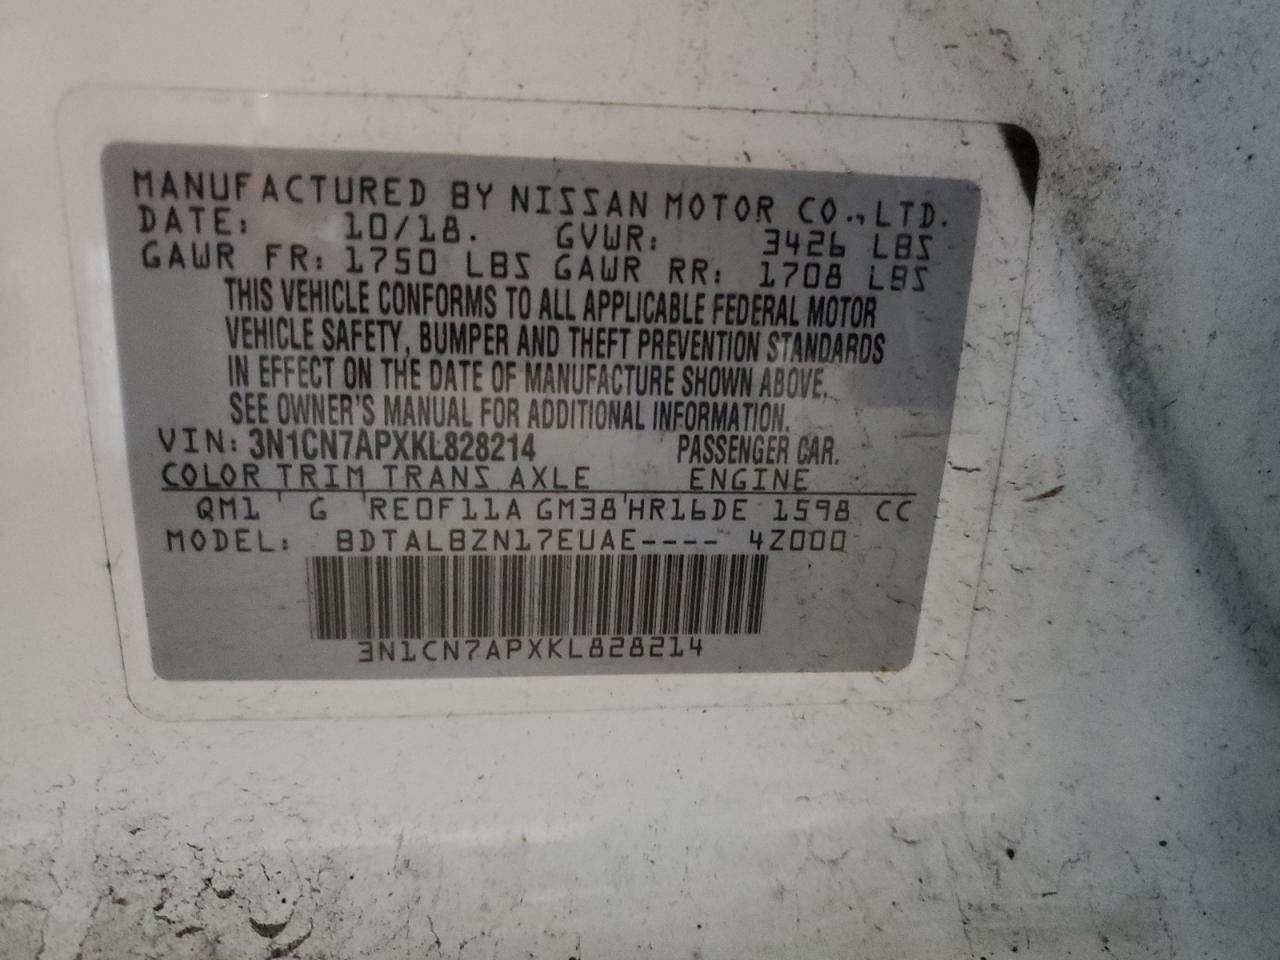 MANUFACTURED BY NISSAN MOTOR CO., LTD.
DATE: 10/18. GVWR: 3426 LBS
GAWR FR: 1750 LBS GAWR RR: 1708 LBS
THIS VEHICLE CONFORMS TO ALL APPLICABLE FEDERAL MOTOR
VEHICLE SAFETY, BUMPER AND THEFT PREVENTION STANDARDS
IN EFFECT ON THE DATE OF MANUFACTURE SHOWN ABOVE.
SEE OWNER'S MANUAL FOR ADDITIONAL INFORMATION.
VIN: 3N1CN7APXKL828214 PASSENGER CAR.
COLOR TRIM TRANS AXLE ENGINE
QM1 ' G 'RE0F11A GM38'HR16DE 1598 CC
MODEL: BDTALBZN17EUAE---- 4Z000
3N1CN7APXKL828214